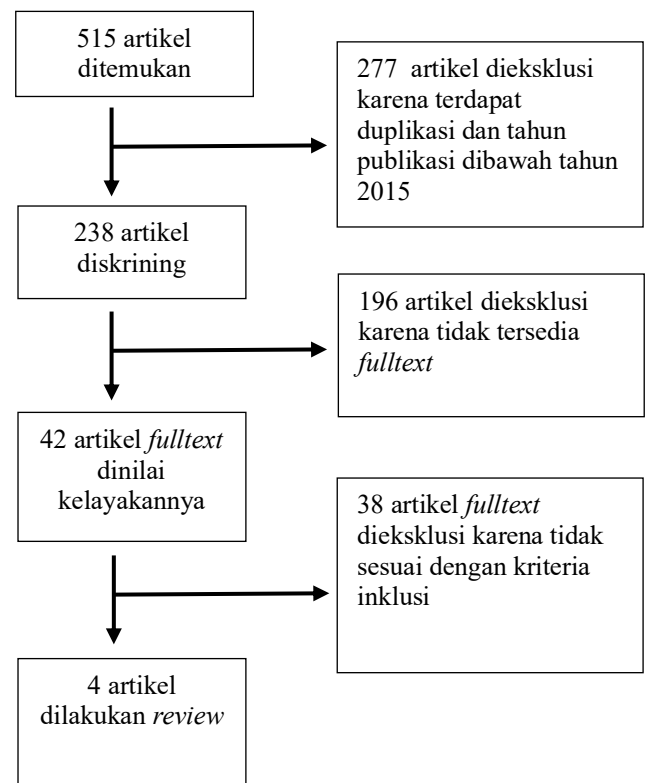 515 artikel
ditemukan
277 artikel dieksklusi
karena terdapat
duplikasi dan tahun
publikasi dibawah tahun
2015
238 artikel
diskrining
196 artikel dieksklusi
karena tidak tersedia
fulltext
42 artikel fulltext
dinilai
kelayakannya
38 artikel fulltext
dieksklusi karena tidak
sesuai dengan kriteria
inklusi
4 artikel
dilakukan review